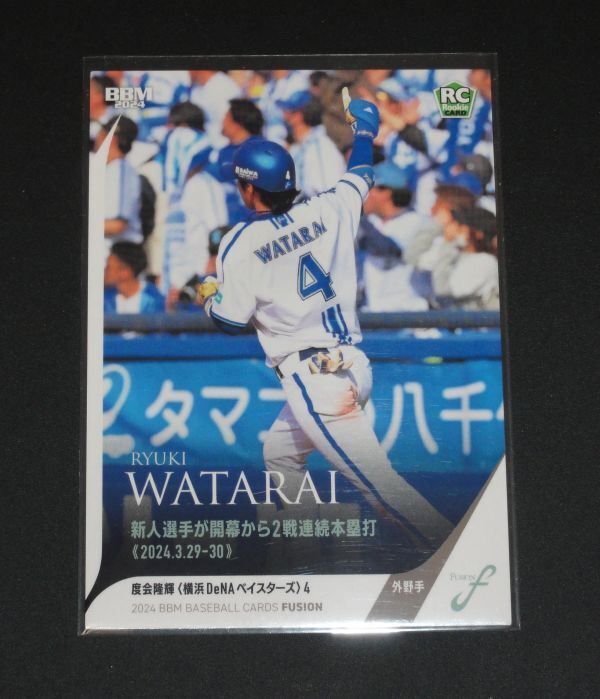 BBM
2024
RC
Rookie
CARD
4
WATARAI
4
タマ
八千
RYUKI
WATARAI
新人選手が開幕から2戦連続本塁打
《2024.3.29-30》
度会隆輝〈横浜DeNAベイスターズ〉4
外野手
FUSION
f
2024 BBM BASEBALL CARDS FUSION